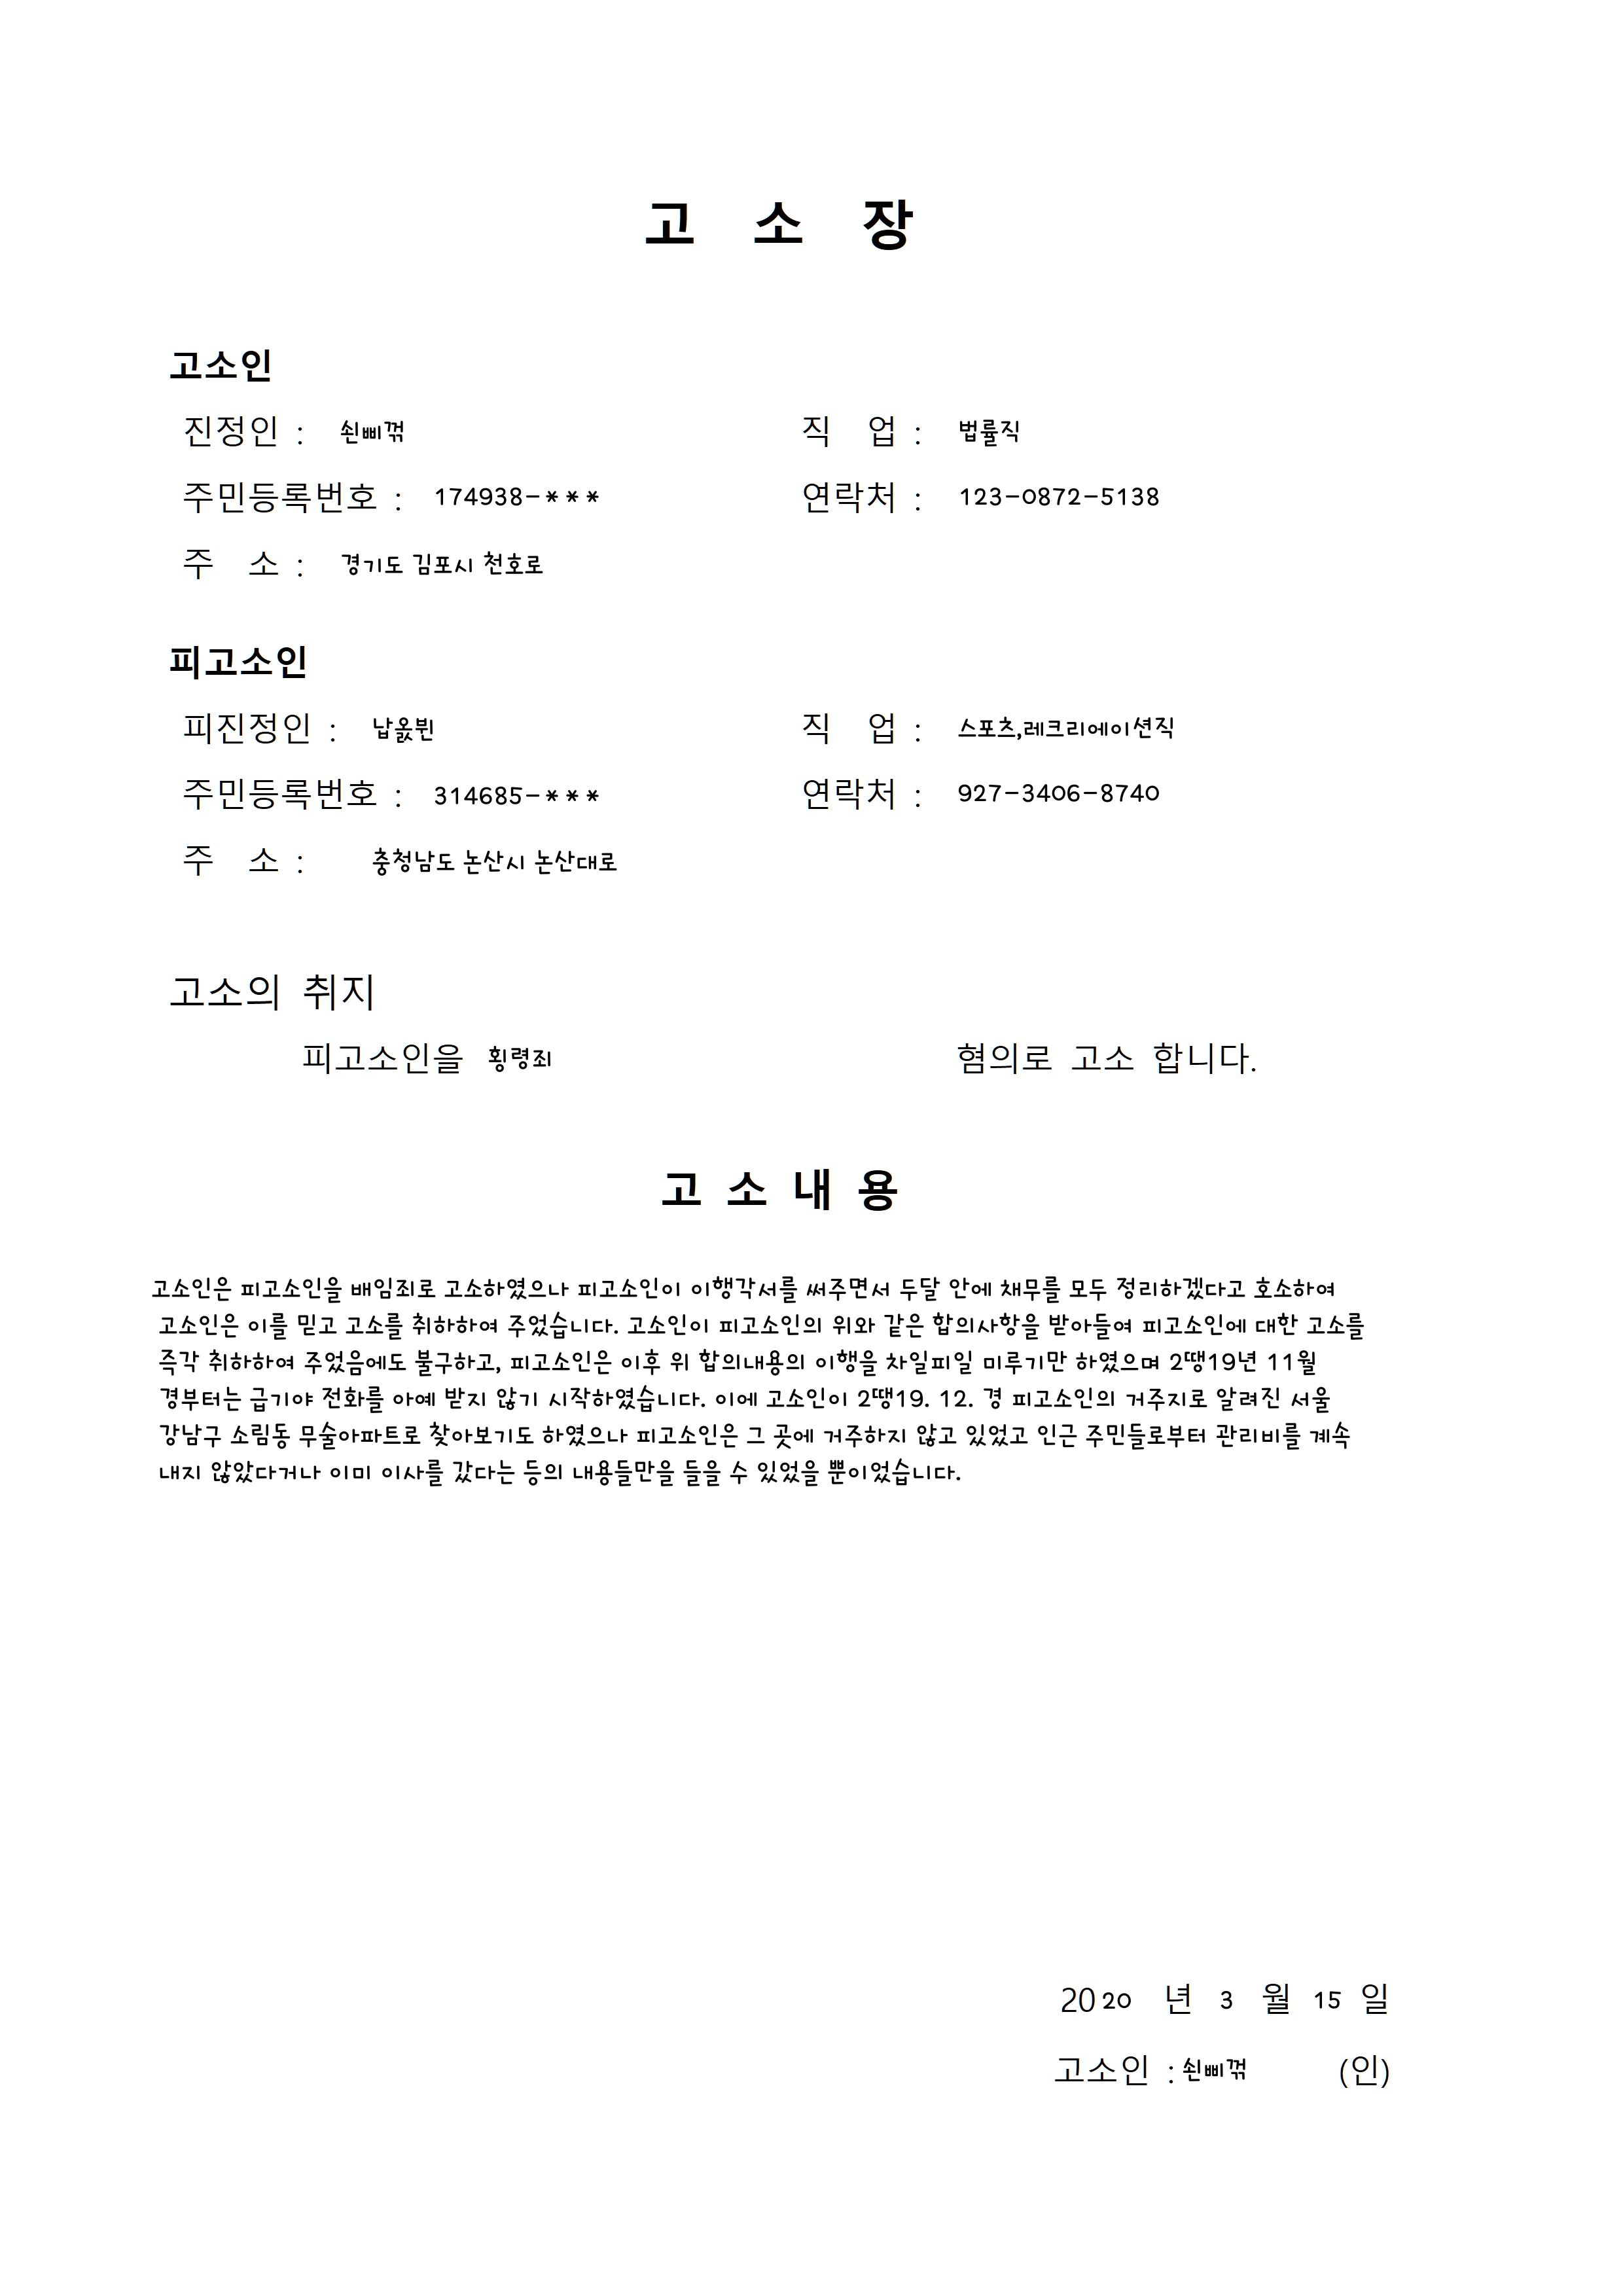 고 소 장
고소인
진정인 : 쇤삐꺾 직 업 : 법률직
주민등록번호 : 174938-*** 연락처 : 123-0872-5138
주 소 : 경기도 김포시 천호로
피고소인
피진정인 : 납옰뷘 직 업 : 스포츠,레크리에이션직
주민등록번호 : 314685-*** 연락처 : 927-3406-8740
주 소 : 충청남도 논산시 논산대로
고소의 취지
피고소인을 횡령죄 혐의로 고소 합니다.
고 소 내 용
고소인은 피고소인을 배임죄로 고소하였으나 피고소인이 이행각서를 써주면서 두달 안에 채무를 모두 정리하겠다고 호소하여
고소인은 이를 믿고 고소를 취하하여 주었습니다. 고소인이 피고소인의 위와 같은 합의사항을 받아들여 피고소인에 대한 고소를
즉각 취하하여 주었음에도 불구하고, 피고소인은 이후 위 합의내용의 이행을 차일피일 미루기만 하였으며 2땡19년 11월
경부터는 급기야 전화를 아예 받지 않기 시작하였습니다. 이에 고소인이 2땡19. 12. 경 피고소인의 거주지로 알려진 서울
강남구 소림동 무술아파트로 찾아보기도 하였으나 피고소인은 그 곳에 거주하지 않고 있었고 인근 주민들로부터 관리비를 계속
내지 않았다거나 이미 이사를 갔다는 등의 내용들만을 들을 수 있었을 뿐이었습니다.
2020 년 3 월 15 일
고소인 : 쇤삐꺾 (인)